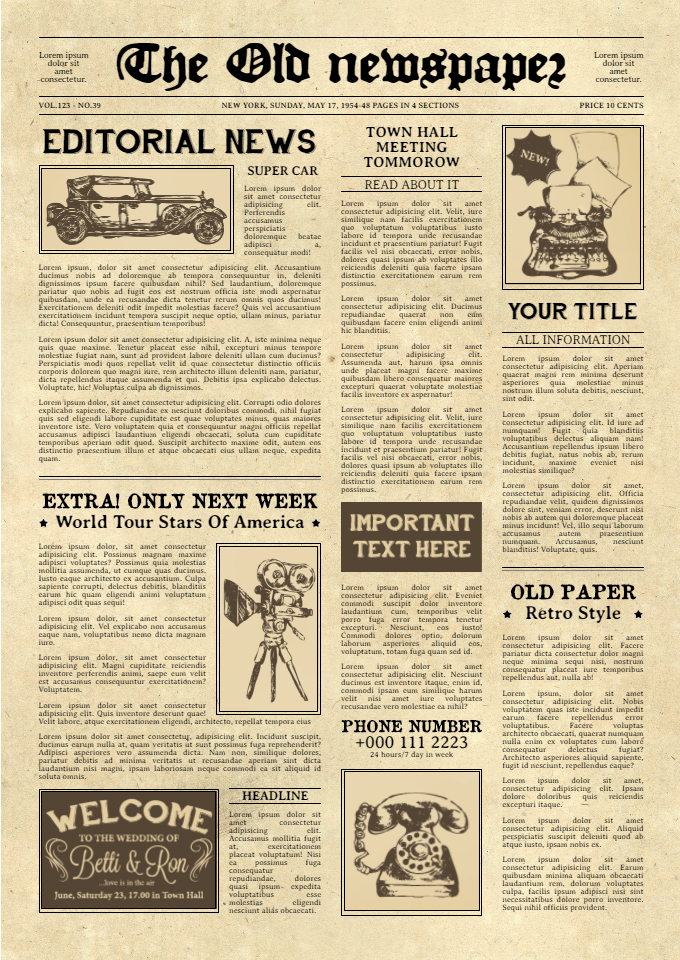 Lorem ipsum
dolor sit
amet
consectetur.
The Old newspaper
Lorem ipsum
dolor sit
amet
consectetur.
VOL.123 - NO.39
NEW YORK, SUNDAY, MAY 17, 1954-48 PAGES IN 4 SECTIONS
PRICE 10 CENTS
EDITORIAL NEWS
SUPER CAR
Lorem ipsum dolor
sit amet consectetur
adipisicing elit.
Perferendis
accusamus
perspiciatis
doloremque beatae
adipisci a,
consequatur modi!
Lorem ipsum, dolor sit amet consectetur adipisicing elit. Accusantium
ducimus nobis ad doloremque ab tempora consequuntur in, deleniti
dignissimos ipsum facere quibusdam nihil? Sed laudantium, doloremque
pariatur quo nobis ad fugit eos est nostrum officia iste modi aspernatur
quibusdam, unde ea recusandae dicta tenetur rerum omnis quos ducimus!
Exercitationem deleniti odit impedit molestias facere? Quis vel accusantium
exercitationem id maxime tempora suscipit neque optio, ullam minus, pariatur
dicta! Consequuntur, praesentium temporibus!
Lorem ipsum dolor sit amet consectetur adipisicing elit. A, iste minima neque
quis quae maxime. Tenetur placeat esse nihil, excepturi minus tempore
molestiae fugiat nam, sunt ad provident labore deleniti ullam cum ducimus?
Perspiciatis modi quos repellat velit id quae consectetur distinctio officiis
corporis dolorem quo magni iure, rem architecto illum deleniti nam, pariatur,
dicta repellendus itaque assumenda et qui. Debitis ipsa explicabo delectus.
Voluptate, hic! Voluptas culpa ab dignissimos.
Lorem ipsum dolor sit amet consectetur adipisicing elit. Corrupti odio dolores
explicabo sapiente. Repudiandae ex nesciunt doloribus commodi, nihil fugiat
quis sed eligendi labore cupiditate est quae voluptates minus, quas maiores
inventore iste. Vero voluptatem quia et consequuntur magni officiis repellat
accusamus adipisci laudantium eligendi obcaecati, soluta cum cupiditate
temporibus aperiam odit quod. Suscipit architecto maxime odit, autem eos
distinctio praesentium illum et atque obcaecati eius ullam neque, expedita
quam.
EXTRA! ONLY NEXT WEEK
World Tour Stars Of America
Lorem ipsum dolor, sit amet consectetur
adipisicing elit. Possimus magnam maxime
adipisci voluptates? Possimus quia molestias
mollitia assumenda, ut cumque quas ducimus.
Iusto eaque architecto ex accusantium. Culpa
sapiente corrupti, delectus debitis, blanditiis
earum hic quam eligendi animi voluptatum
adipisci odit quas sequi!
Lorem ipsum dolor, sit amet consectetur
adipisicing elit. Vel explicabo non accusamus
eaque nam, voluptatibus nemo dicta magnam
iure.
Lorem ipsum dolor, sit amet consectetur
adipisicing elit. Magni cupiditate reiciendis
inventore perferendis animi, saepe eum velit
est accusamus consequuntur exercitationem?
Voluptatem.
Lorem ipsum dolor, sit amet consectetur
adipisicing elit. Quis inventore deserunt quae!
Velit labore, atque exercitationem eligendi, architecto, repellat tempora eius
Lorem ipsum dolor sit amet consectetur, adipisicing elit. Incidunt suscipit,
ducimus earum nulla at, quam veritatis ut sunt possimus fuga reprehenderit?
Adipisci asperiores vero assumenda dicta. Nam non, similique dolores,
pariatur debitis ad minima veritatis ut recusandae aperiam sint dicta
laudantium nisi magni, ipsam laboriosam neque commodi ea sit aliquid id
soluta omnis.
WELCOME
TO THE WEDDING OF
Betti & Ron
...love is in the air
June, Saturday 23, 17.00 in Town Hall
HEADLINE
Lorem ipsum dolor sit
amet consectetur
adipisicing elit.
Accusamus mollitia fugit
at, exercitationem
placeat voluptatum! Nisi
ea possimus fuga
consequatur
repudiandae, dolores
quasi ipsum expedita
voluptatibus esse
molestias eligendi
nesciunt alias obcaecati.
TOWN HALL
MEETING
TOMMOROW
READ ABOUT IT
Lorem ipsum dolor sit amet
consectetur adipisicing elit. Velit, iure
similique nam facilis exercitationem
quo voluptatum voluptatibus iusto
labore id tempora unde recusandae
incidunt et praesentium pariatur! Fugit
facilis vel inventore error, nobis,
dolores quasi ipsum ab voluptates illo
reiciendis deleniti quia facere ipsam
distinctio exercitationem earum
possimus.
Lorem ipsum dolor sit amet
consectetur adipisicing elit. Ducimus
repudiandae quaerat non eum
quibusdam facere enim eligendi animi
hic blanditiis.
Lorem ipsum dolor sit amet
consectetur adipisicing elit.
Assumenda aut, harum ipsa omnis
unde placeat magni facere maxime
quibusdam libero consequatur maiores
excepturi quaerat voluptate molestiae
facilis inventore ex aspernatur!
Lorem ipsum dolor sit amet
consectetur adipisicing elit. Velit, iure
similique nam facilis exercitationem
quo voluptatum voluptatibus iusto
labore id tempora unde recusandae
incidunt et praesentium pariatur! Fugit
facilis vel inventore error, nobis,
dolores quasi ipsum ab voluptates illo
reiciendis deleniti quia facere ipsam
distinctio exercitationem earum
possimus.
IMPORTANT
TEXT HERE
Lorem ipsum dolor sit amet
consectetur adipisicing elit. Eveniet
commodi suscipit dolor inventore
laudantium cum, temporibus tempora
porro fuga error tempore enim
excepturi. Nesciunt, eos iusto!
Commodi dolores optio, dolorum
laborum asperiores aliquid eos,
voluptatum, totam fuga quam sed id.
Lorem ipsum dolor sit amet
consectetur adipisicing elit. Nesciunt
ducimus est inventore itaque, enim id,
commodi ipsam eum similique harum
velit nisi amet iure voluptates
recusandae vero molestiae ea nihil?
PHONE NUMBER
+000 111 2223
24 hours/7 day in week
NEW!
YOUR TITLE
ALL INFORMATION
Lorem ipsum dolor sit amet
consectetur adipisicing elit. Aperiam
quaerat magni rem minima deserunt
asperiores quia molestiae minus
nostrum illum soluta debitis, nesciunt,
sint odit.
Lorem ipsum dolor sit amet
consectetur adipisicing elit. Id iure ad
numquam! Fugit quia blanditiis
voluptatibus delectus aliquam nam!
Accusantium repellendus ipsum libero
debitis fugiat, natus nobis ab, rerum
incidunt, maxime eveniet nisi
molestias similique?
Lorem ipsum dolor sit amet
consectetur adipisicing elit. Officia
repudiandae velit, quidem dignissimos
dolore sint, veniam error, deserunt nisi
nobis ab autem qui doloremque placeat
minus incidunt! Vel, illo sequi laborum
accusamus autem praesentium
numquam. Accusamus, nesciunt
blanditiis! Voluptate, quis.
OLD PAPER
Retro Style
Lorem ipsum dolor sit amet
consectetur adipisicing elit. Facere
pariatur dicta consectetur dolor magni
neque minima sequi nisi, nostrum
consequatur placeat maiores tempore
repellendus aut, nulla ab!
Lorem ipsum, dolor sit amet
consectetur adipisicing elit. Nobis
voluptatem quas iste incidunt impedit
earum facere repellendus error
voluptatibus. Facere voluptas
architecto obcaecati, quaerat numquam
nulla enim ex voluptates cum labore
consequatur delectus fugiat?
Architecto asperiores aliquid sapiente,
fugit id nesciunt, repellendus eaque?
Lorem ipsum dolor sit amet,
consectetur adipisicing elit. Ipsam
dolore doloribus quis reiciendis
excepturi itaque.
Lorem ipsum dolor sit amet
consectetur adipisicing elit. Aliquid
perspiciatis suscipit deleniti quod ab
atque iusto, ipsam nobis ex.
Lorem ipsum dolor sit amet
consectetur adipisicing elit. Earum
quibusdam minima aliquam obcaecati
laudantium rem, dolorum voluptates
culpa, facilis ipsum adipisci nisi sint
necessitatibus dolore porro inventore.
Sequi nihil officiis provident.